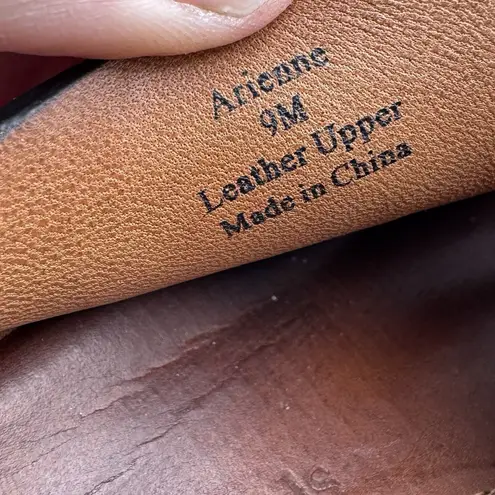 Arienne
9M
Leather Upper
Made in China